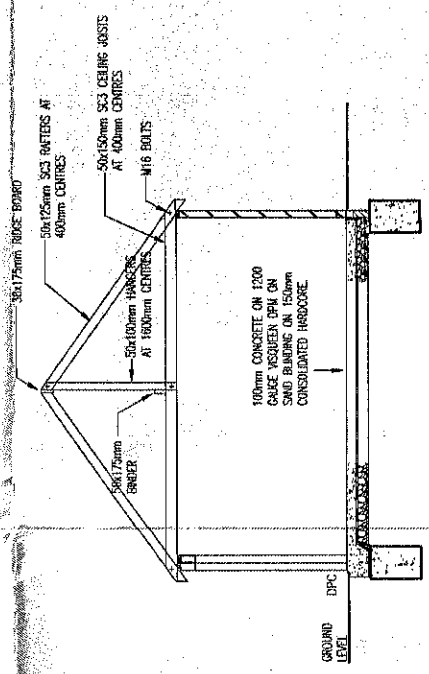 38x175mm RIDGE BOARD
50x125mm SC3 RAFTERS AT
400mm CENTRES
50x100mm HANGERS
AT 1600mm CENTRES
50x150mm SC3 CEILING JOISTS
AT 400mm CENTRES
M16 BOLTS
50x175mm
BINDER
100mm CONCRETE ON 1200
GAUGE VISQUEEN DPM ON
SAND BLINDING ON 150mm
CONSOLIDATED HARDCORE.
DPC
GROUND
LEVEL